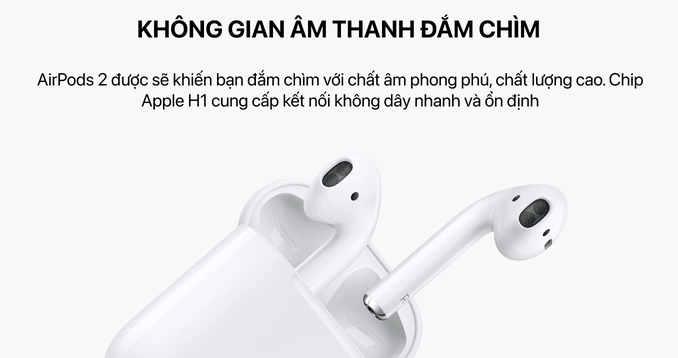 KHÔNG GIAN ÂM THANH ĐẮM CHÌM
AirPods 2 được sẽ khiến bạn đắm chìm với chất âm phong phú, chất lượng cao. Chip
Apple H1 cung cấp kết nối không dây nhanh và ổn định
R